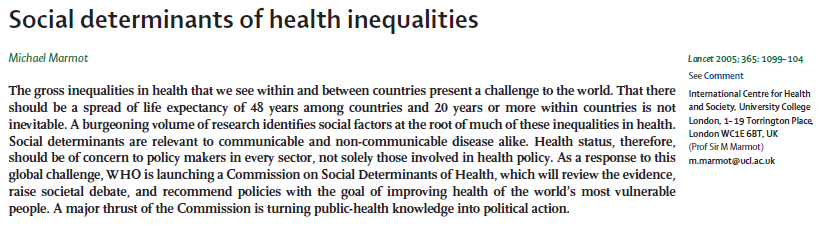 Social determinants of health inequalities
Michael Marmot
The gross inequalities in health that we see within and between countries present a challenge to the world. That there
should be a spread of life expectancy of 48 years among countries and 20 years or more within countries is not
inevitable. A burgeoning volume of research identifies social factors at the root of much of these inequalities in health.
Social determinants are relevant to communicable and non-communicable disease alike. Health status, therefore,
should be of concern to policy makers in every sector, not solely those involved in health policy. As a response to this
global challenge, WHO is launching a Commission on Social Determinants of Health, which will review the evidence,
raise societal debate, and recommend policies with the goal of improving health of the world's most vulnerable
people. A major thrust of the Commission is turning public-health knowledge into political action.
Lancet 2005; 365: 1099–104
See Comment
International Centre for Health
and Society, University College
London, 1–19 Torrington Place,
London WC1E 6BT, UK
(Prof Sir M Marmot)
m.marmot@ucl.ac.uk